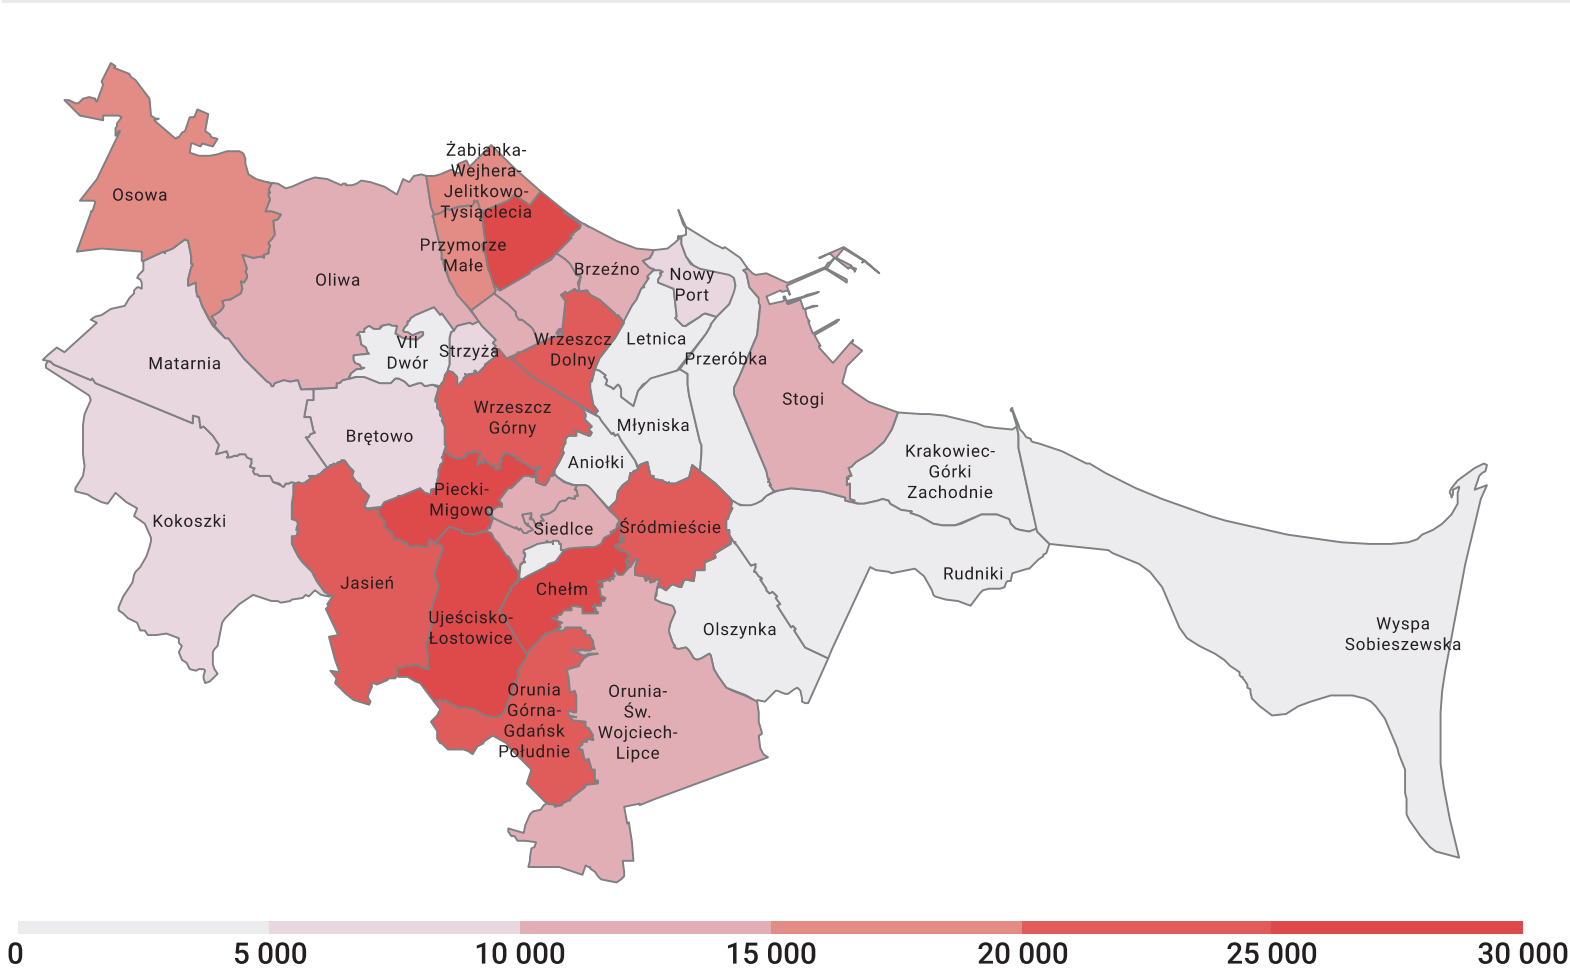 Żabianka-
Wejhera-
Jelitkowo-
Tysiąclecia
Osowa
Przymorze
Małe
Oliwa
Brzeźno
Nowy
Port
VII
Dwór
Strzyża
Wrzeszcz
Dolny
Letnica
Przeróbka
Matarnia
Stogi
Wrzeszcz
Górny
Młyniska
Brętowo
Aniołki
Krakowiec-
Górki
Zachodnie
Piecki-
Migowo
Kokoszki
Siedlce
Śródmieście
Jasień
Chełm
Rudniki
Ujeścisko-
Łostowice
Olszynka
Wyspa
Sobieszewska
Orunia
Górna-
Gdańsk
Południe
Orunia-
Św.
Wojciech-
Lipce
0 5 000 10 000 15 000 20 000 25 000 30 000